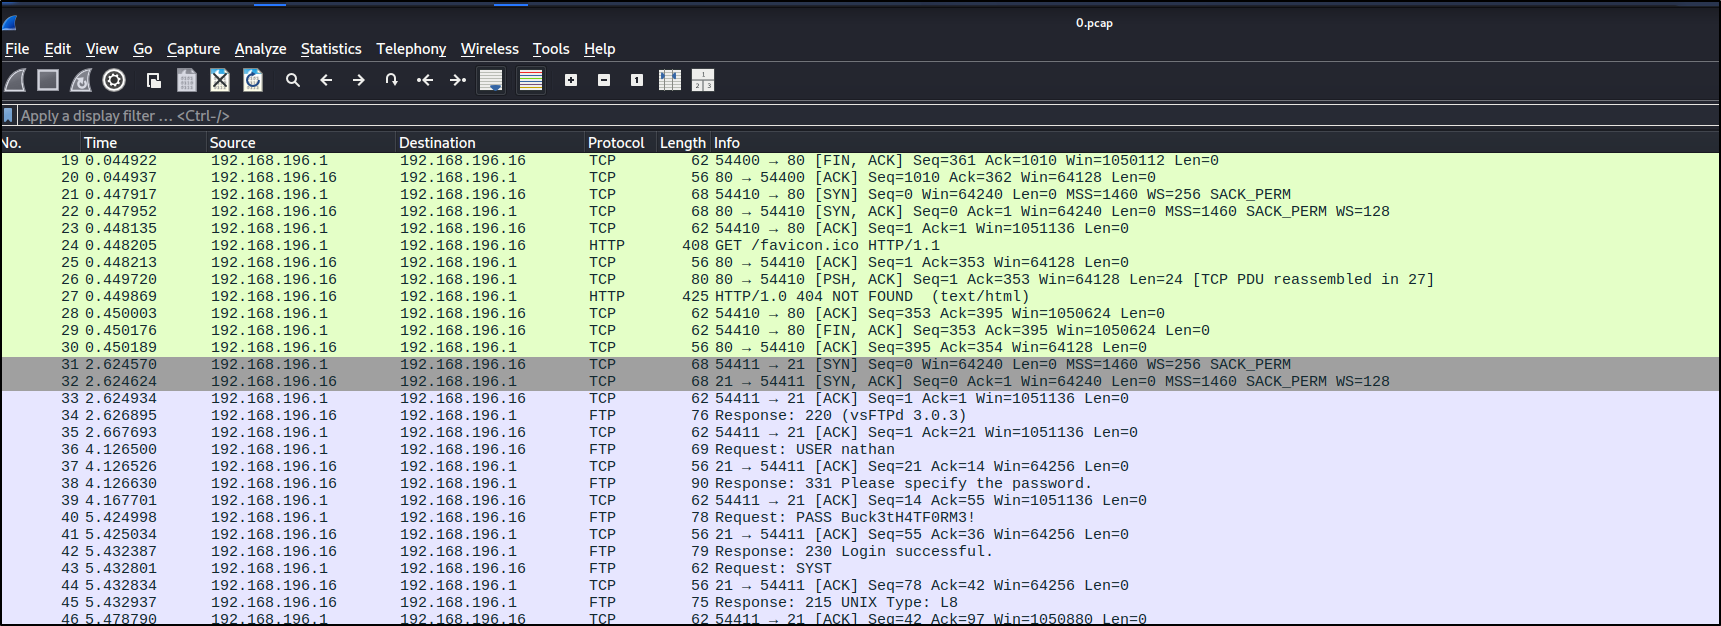 0.pcap
File Edit View Go Capture Analyze Statistics Telephony Wireless Tools Help
Apply a display filter … <Ctrl-/>
No. Time Source Destination Protocol Length Info
19 0.044922 192.168.196.1 192.168.196.16 TCP 62 54400 → 80 [FIN, ACK] Seq=361 Ack=1010 Win=1050112 Len=0
20 0.044937 192.168.196.16 192.168.196.1 TCP 56 80 → 54400 [ACK] Seq=1010 Ack=362 Win=64128 Len=0
21 0.447917 192.168.196.1 192.168.196.16 TCP 68 54410 → 80 [SYN] Seq=0 Win=64240 Len=0 MSS=1460 WS=256 SACK_PERM
22 0.447952 192.168.196.16 192.168.196.1 TCP 68 80 → 54410 [SYN, ACK] Seq=0 Ack=1 Win=64240 Len=0 MSS=1460 SACK_PERM WS=128
23 0.448135 192.168.196.1 192.168.196.16 TCP 62 54410 → 80 [ACK] Seq=1 Ack=1 Win=1051136 Len=0
24 0.448205 192.168.196.1 192.168.196.16 HTTP 408 GET /favicon.ico HTTP/1.1
25 0.448213 192.168.196.16 192.168.196.1 TCP 56 80 → 54410 [ACK] Seq=1 Ack=353 Win=64128 Len=0
26 0.449720 192.168.196.16 192.168.196.1 TCP 80 80 → 54410 [PSH, ACK] Seq=1 Ack=353 Win=64128 Len=24 [TCP PDU reassembled in 27]
27 0.449869 192.168.196.16 192.168.196.1 HTTP 425 HTTP/1.0 404 NOT FOUND (text/html)
28 0.450003 192.168.196.1 192.168.196.16 TCP 62 54410 → 80 [ACK] Seq=353 Ack=395 Win=1050624 Len=0
29 0.450176 192.168.196.1 192.168.196.16 TCP 62 54410 → 80 [FIN, ACK] Seq=353 Ack=395 Win=1050624 Len=0
30 0.450189 192.168.196.16 192.168.196.1 TCP 56 80 → 54410 [ACK] Seq=395 Ack=354 Win=64128 Len=0
31 2.624570 192.168.196.1 192.168.196.16 TCP 68 54411 → 21 [SYN] Seq=0 Win=64240 Len=0 MSS=1460 WS=256 SACK_PERM
32 2.624624 192.168.196.16 192.168.196.1 TCP 68 21 → 54411 [SYN, ACK] Seq=0 Ack=1 Win=64240 Len=0 MSS=1460 SACK_PERM WS=128
33 2.624934 192.168.196.1 192.168.196.16 TCP 62 54411 → 21 [ACK] Seq=1 Ack=1 Win=1051136 Len=0
34 2.626895 192.168.196.16 192.168.196.1 FTP 76 Response: 220 (vsFTPd 3.0.3)
35 2.667693 192.168.196.1 192.168.196.16 TCP 62 54411 → 21 [ACK] Seq=1 Ack=21 Win=1051136 Len=0
36 4.126500 192.168.196.1 192.168.196.16 FTP 69 Request: USER nathan
37 4.126526 192.168.196.16 192.168.196.1 TCP 56 21 → 54411 [ACK] Seq=21 Ack=14 Win=64256 Len=0
38 4.126630 192.168.196.16 192.168.196.1 FTP 90 Response: 331 Please specify the password.
39 4.167701 192.168.196.1 192.168.196.16 TCP 62 54411 → 21 [ACK] Seq=14 Ack=55 Win=1051136 Len=0
40 5.424998 192.168.196.1 192.168.196.16 FTP 78 Request: PASS Buck3tH4TF0RM3!
41 5.425034 192.168.196.16 192.168.196.1 TCP 56 21 → 54411 [ACK] Seq=55 Ack=36 Win=64256 Len=0
42 5.432387 192.168.196.16 192.168.196.1 FTP 79 Response: 230 Login successful.
43 5.432801 192.168.196.1 192.168.196.16 FTP 62 Request: SYST
44 5.432834 192.168.196.16 192.168.196.1 TCP 56 21 → 54411 [ACK] Seq=78 Ack=42 Win=64256 Len=0
45 5.432937 192.168.196.16 192.168.196.1 FTP 75 Response: 215 UNIX Type: L8
46 5.478790 192.168.196.1 192.168.196.16 TCP 62 54411 → 21 [ACK] Seq=42 Ack=97 Win=1050880 Len=0